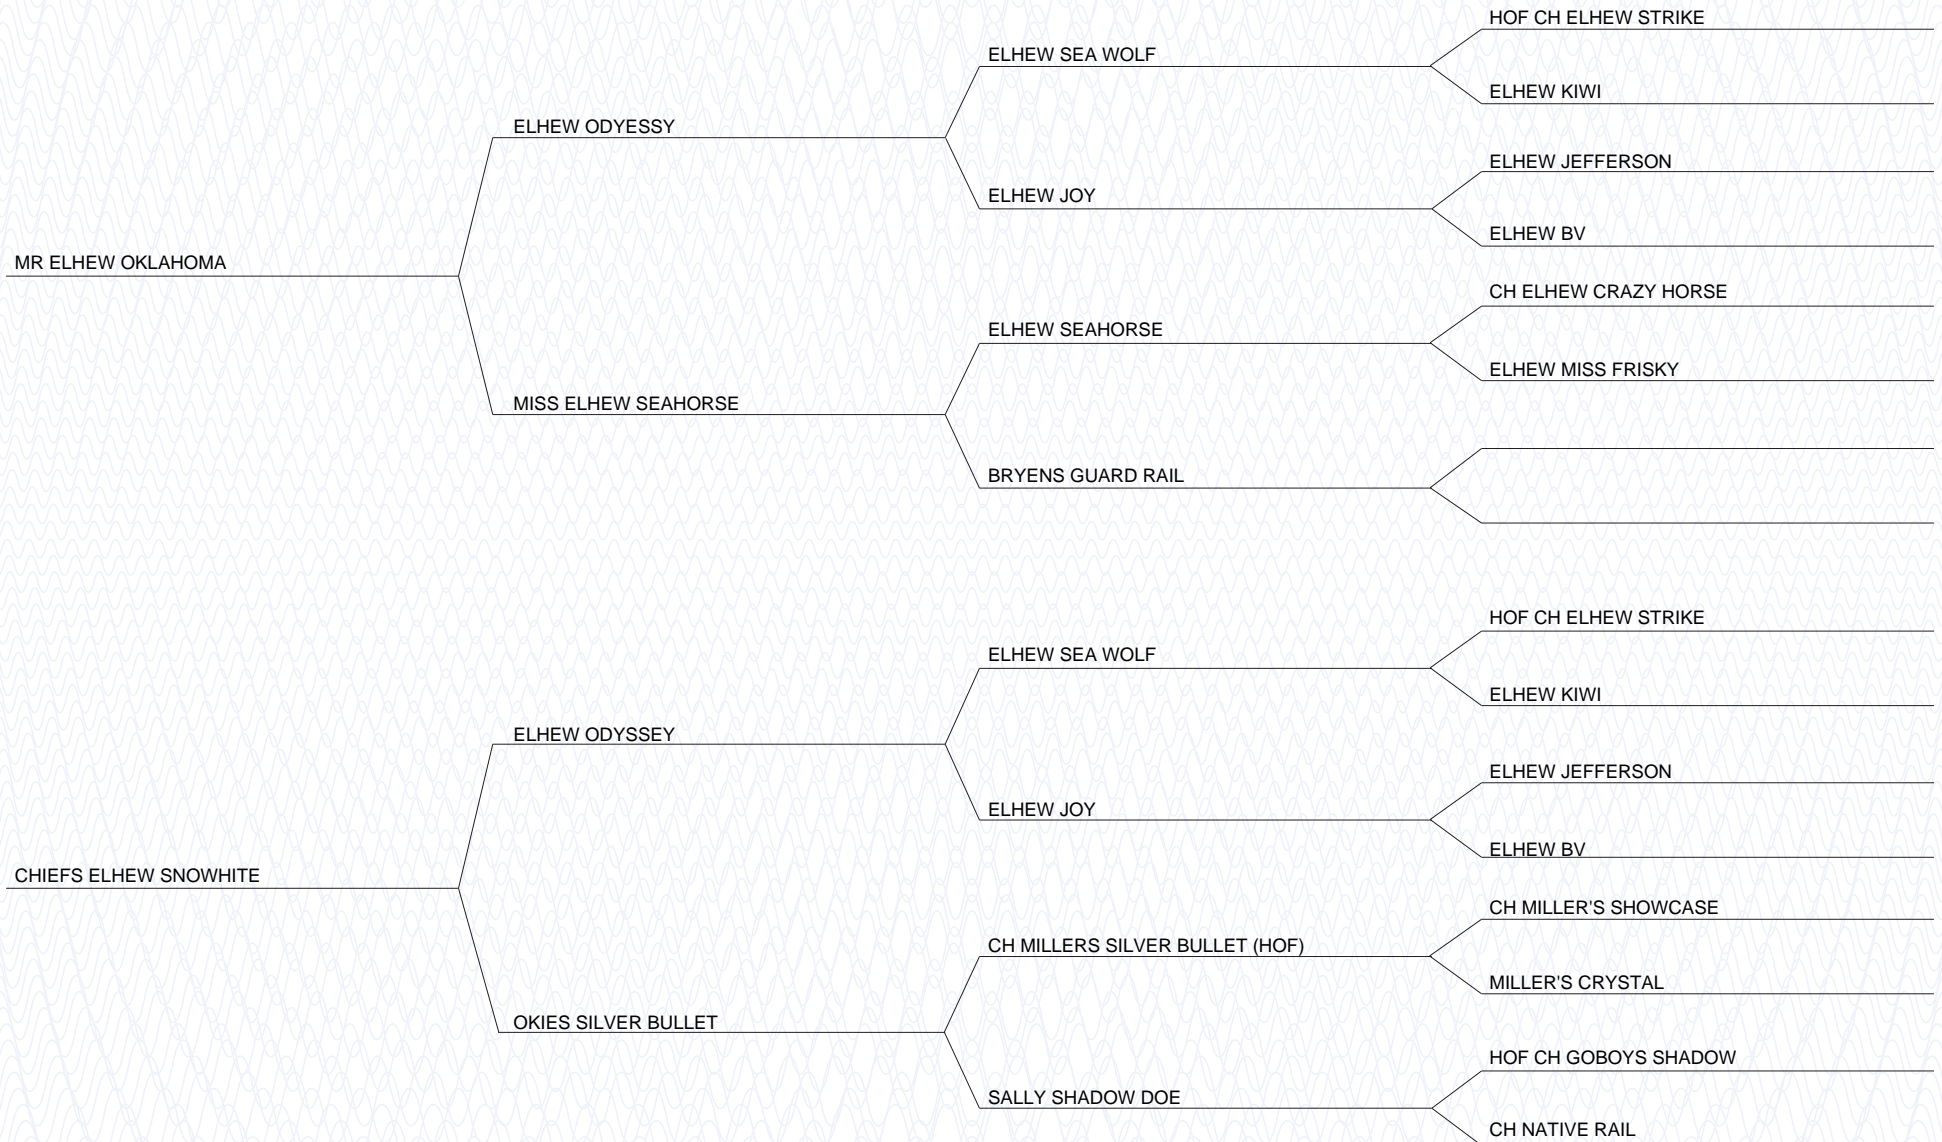 HOF CH ELHEW STRIKE
ELHEW SEA WOLF
ELHEW KIWI
ELHEW ODYESSY
ELHEW JEFFERSON
ELHEW JOY
ELHEW BV
MR ELHEW OKLAHOMA
CH ELHEW CRAZY HORSE
ELHEW SEAHORSE
ELHEW MISS FRISKY
MISS ELHEW SEAHORSE
BRYENS GUARD RAIL
HOF CH ELHEW STRIKE
ELHEW SEA WOLF
ELHEW KIWI
ELHEW ODYSSEY
ELHEW JEFFERSON
ELHEW JOY
ELHEW BV
CHIEFS ELHEW SNOWHITE
CH MILLER'S SHOWCASE
CH MILLERS SILVER BULLET (HOF)
MILLER'S CRYSTAL
OKIES SILVER BULLET
HOF CH GOBOYS SHADOW
SALLY SHADOW DOE
CH NATIVE RAIL